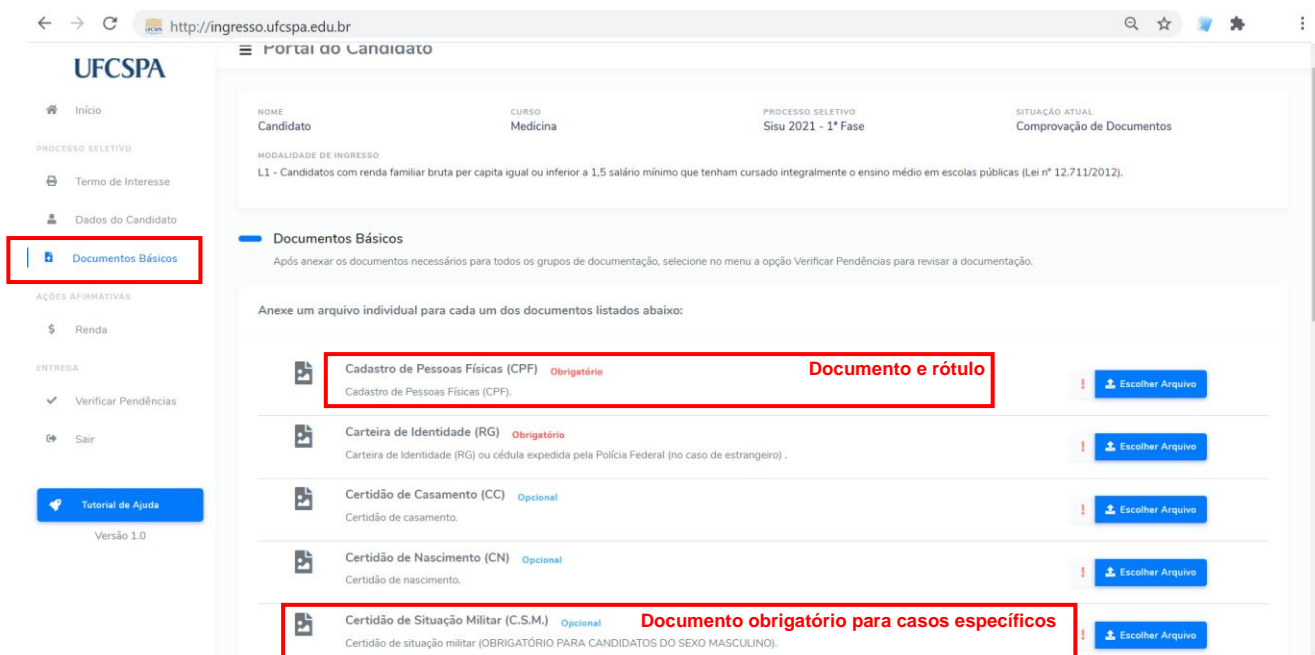 http://ingresso.ufcspa.edu.br
UFCSPA
Portal do Candidato
Início
PROCESSO SELETIVO
Termo de Interesse
Dados do Candidato
Documentos Básicos
AÇÕES AFIRMATIVAS
Renda
ENTREGA
Verificar Pendências
Sair
Tutorial de Ajuda
Versão 1.0
NOME
Candidato
CURSO
Medicina
PROCESSO SELETIVO
Sisu 2021 - 1ª Fase
SITUAÇÃO ATUAL
Comprovação de Documentos
MODALIDADE DE INGRESSO
L1 - Candidatos com renda familiar bruta per capita igual ou inferior a 1,5 salário mínimo que tenham cursado integralmente o ensino médio em escolas públicas (Lei nº 12.711/2012).
Documentos Básicos
Após anexar os documentos necessários para todos os grupos de documentação, selecione no menu a opção Verificar Pendências para revisar a documentação.
Anexe um arquivo individual para cada um dos documentos listados abaixo:
Cadastro de Pessoas Físicas (CPF) Obrigatório Documento e rótulo
Cadastro de Pessoas Físicas (CPF).
! Escolher Arquivo
Carteira de Identidade (RG) Obrigatório
Carteira de Identidade (RG) ou cédula expedida pela Polícia Federal (no caso de estrangeiro) .
! Escolher Arquivo
Certidão de Casamento (CC) Opcional
Certidão de casamento.
! Escolher Arquivo
Certidão de Nascimento (CN) Opcional
Certidão de nascimento.
! Escolher Arquivo
Certidão de Situação Militar (C.S.M.) Opcional Documento obrigatório para casos específicos
Certidão de situação militar (OBRIGATÓRIO PARA CANDIDATOS DO SEXO MASCULINO).
! Escolher Arquivo